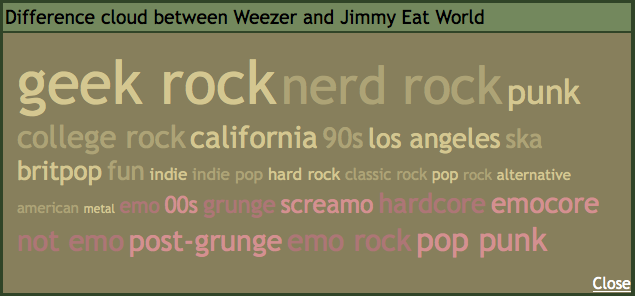 Difference cloud between Weezer and Jimmy Eat World
geek rock nerd rock punk
college rock california 90s los angeles ska
britpop fun indie indie pop hard rock classic rock pop rock alternative
american metal emo 00s grunge screamo hardcore emocore
not emo post-grunge emo rock pop punk
Close